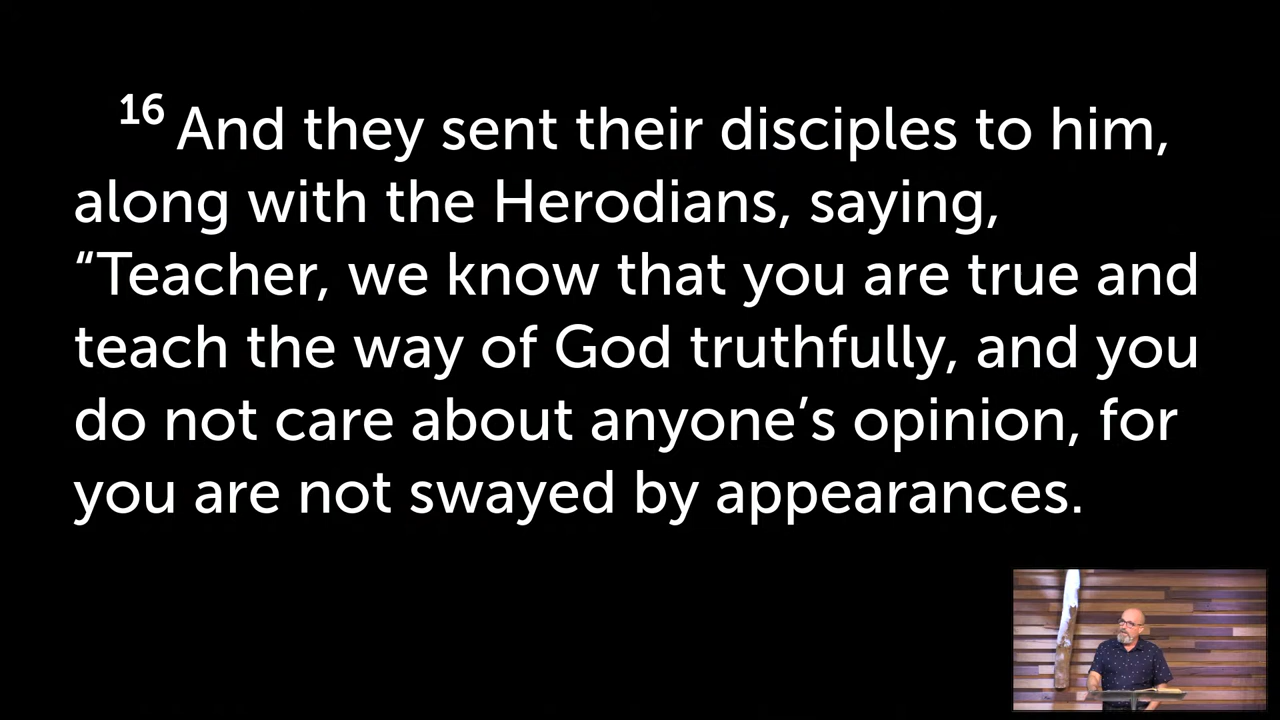 16 And they sent their disciples to him,
along with the Herodians, saying,
“Teacher, we know that you are true and
teach the way of God truthfully, and you
do not care about anyone’s opinion, for
you are not swayed by appearances.